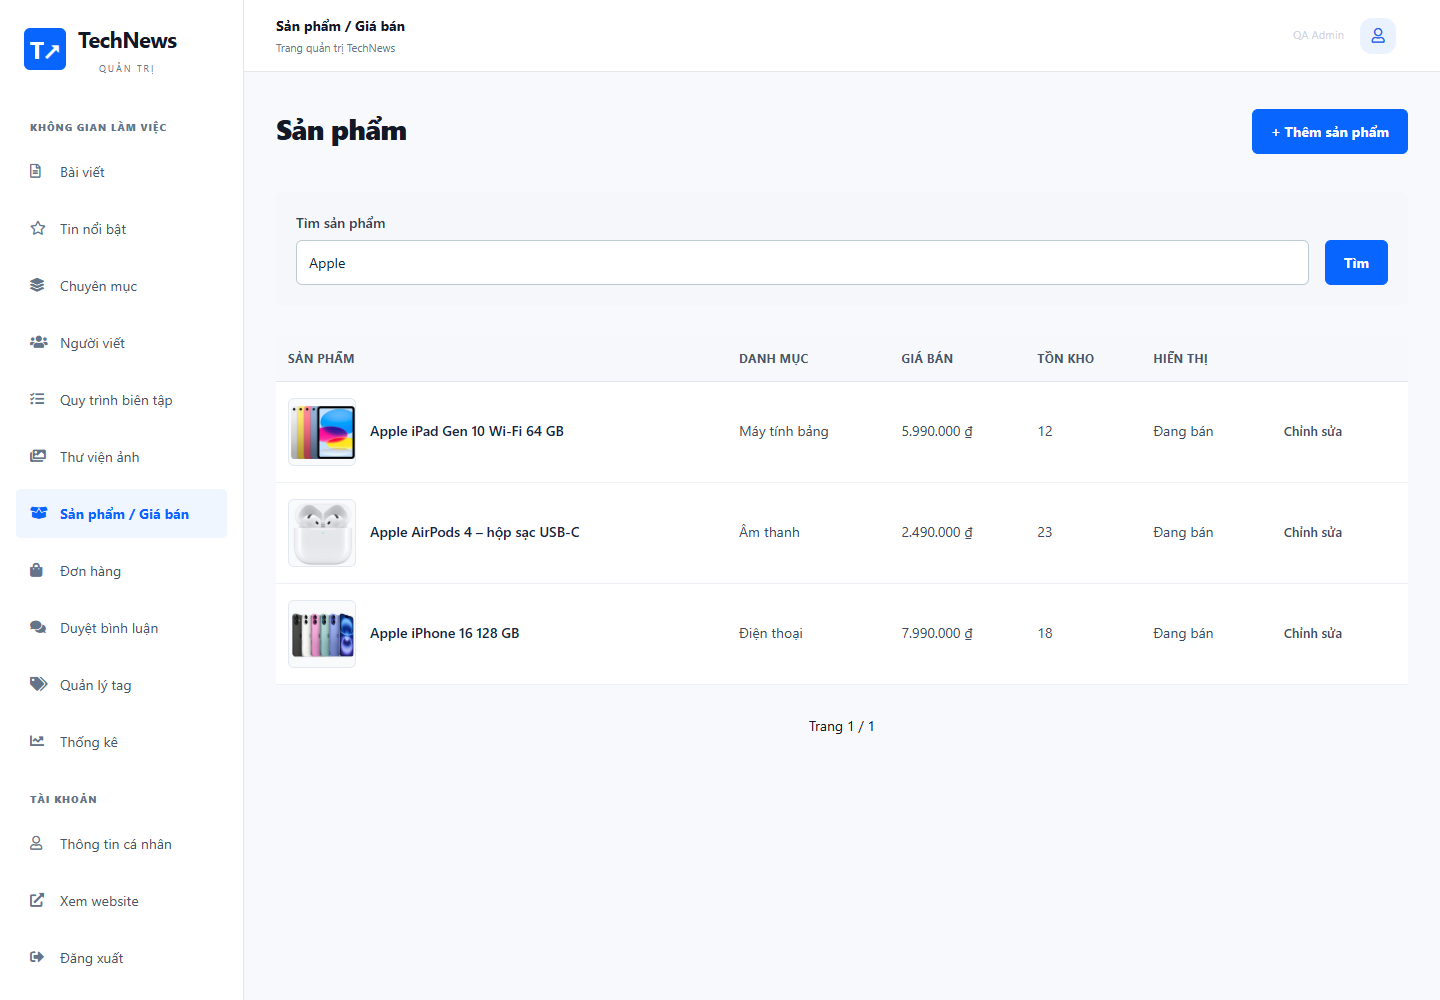 T↗ TechNews
QUẢN TRỊ
KHÔNG GIAN LÀM VIỆC
Bài viết
Tin nổi bật
Chuyên mục
Người viết
Quy trình biên tập
Thư viện ảnh
Sản phẩm / Giá bán
Đơn hàng
Duyệt bình luận
Quản lý tag
Thống kê
TÀI KHOẢN
Thông tin cá nhân
Xem website
Đăng xuất
Sản phẩm / Giá bán
Trang quản trị TechNews
QA Admin
Sản phẩm
+ Thêm sản phẩm
Tìm sản phẩm
Apple
Tìm
SẢN PHẨM DANH MỤC GIÁ BÁN TỒN KHO HIỂN THỊ
Apple iPad Gen 10 Wi-Fi 64 GB Máy tính bảng 5.990.000 ₫ 12 Đang bán Chỉnh sửa
Apple AirPods 4 – hộp sạc USB-C Âm thanh 2.490.000 ₫ 23 Đang bán Chỉnh sửa
Apple iPhone 16 128 GB Điện thoại 7.990.000 ₫ 18 Đang bán Chỉnh sửa
Trang 1 / 1